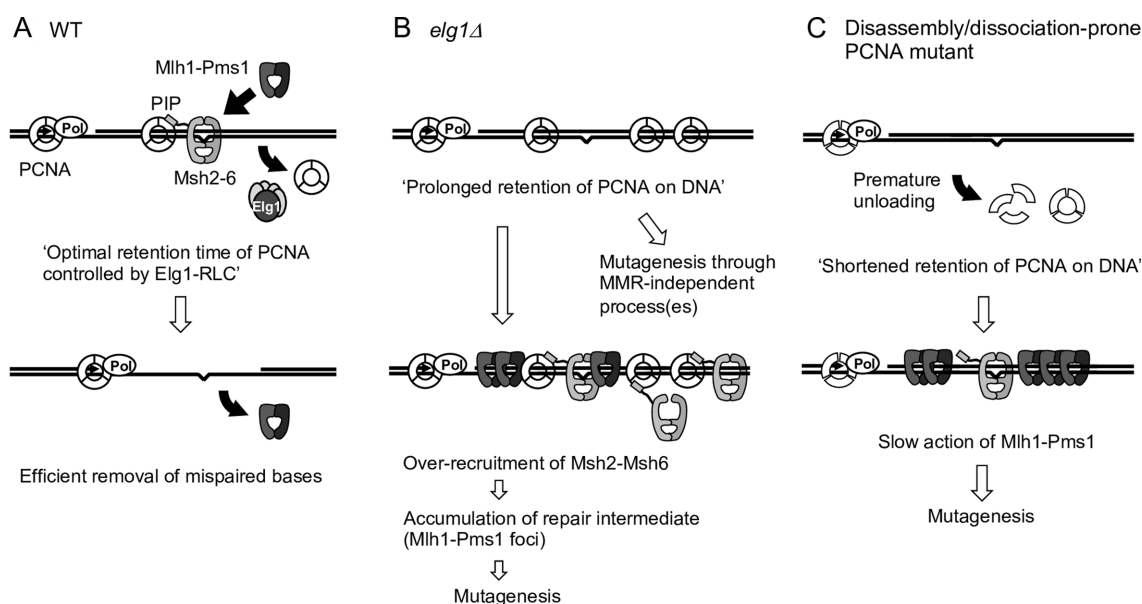 A WT
Mlh1-Pms1
PIP
Pol
PCNA
Msh2-6
Elg1
‘Optimal retention time of PCNA
controlled by Elg1-RLC’
Pol
Efficient removal of mispaired bases
B elg1Δ
Pol
‘Prolonged retention of PCNA on DNA’
Mutagenesis through
MMR-independent
process(es)
Pol
Over-recruitment of Msh2-Msh6
Accumulation of repair intermediate
(Mlh1-Pms1 foci)
Mutagenesis
C Disassembly/dissociation-prone
PCNA mutant
Pol
Premature
unloading
‘Shortened retention of PCNA on DNA’
Pol
Slow action of Mlh1-Pms1
Mutagenesis